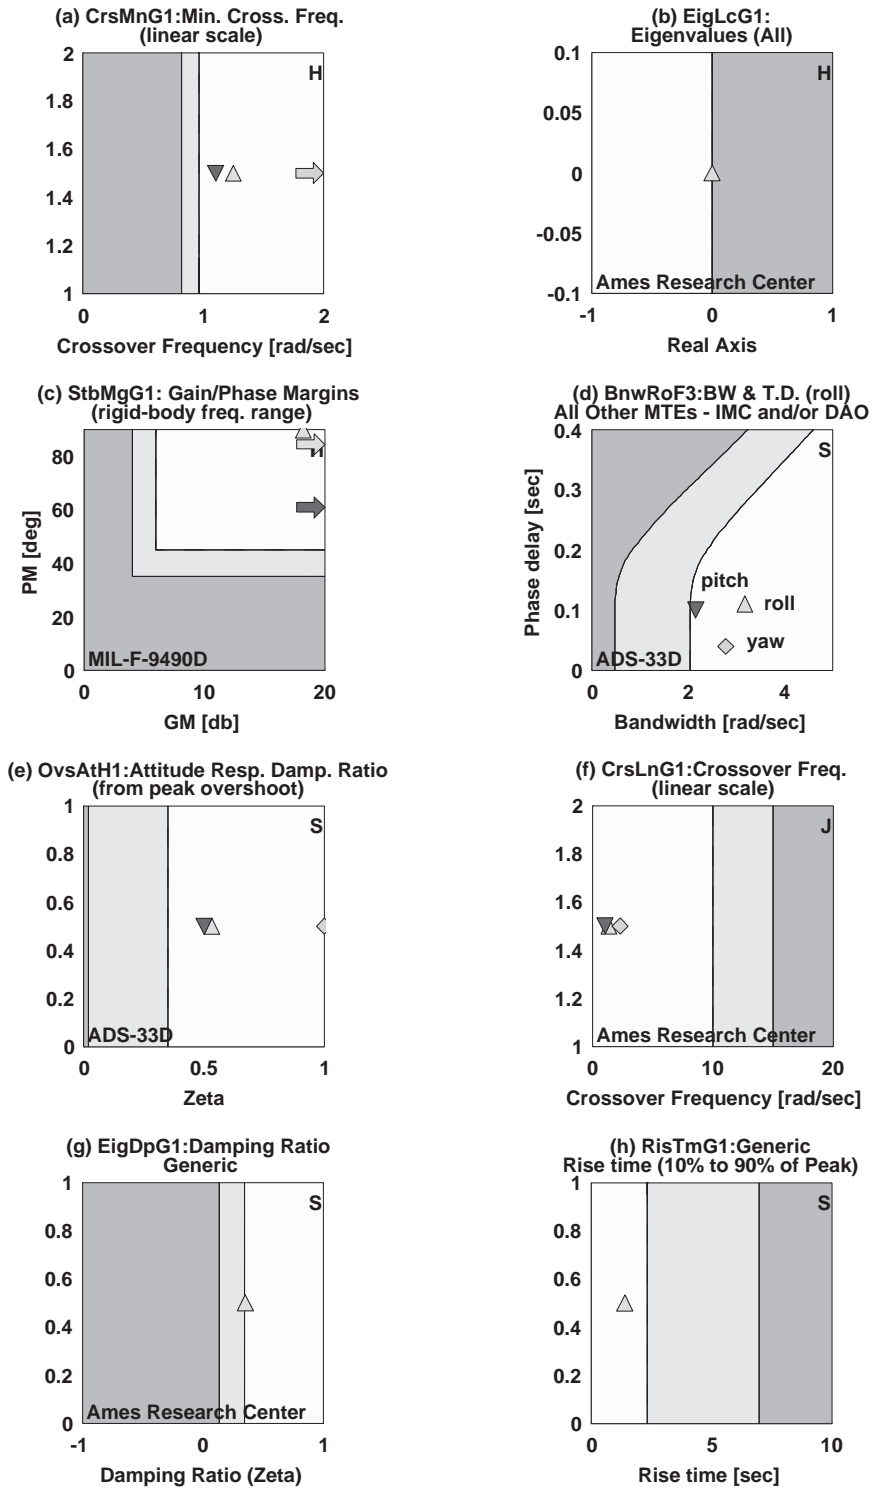 (a) CrsMnG1:Min. Cross. Freq.
(linear scale)
2
1.8
1.6
1.4
1.2
1
H
0 1 2
Crossover Frequency [rad/sec]
(b) EigLcG1:
Eigenvalues (All)
0.1
0.05
0
-0.05
-0.1
H
Ames Research Center
-1 0 1
Real Axis
(c) StbMgG1: Gain/Phase Margins
(rigid-body freq. range)
PM [deg]
80
60
40
20
0
MIL-F-9490D
0 10 20
GM [db]
(d) BnwRoF3:BW & T.D. (roll)
All Other MTEs - IMC and/or DAO
Phase delay [sec]
0.4
0.3
0.2
0.1
0
S
pitch
roll
yaw
ADS-33D
0 2 4
Bandwidth [rad/sec]
(e) OvsAtH1:Attitude Resp. Damp. Ratio
(from peak overshoot)
1
0.8
0.6
0.4
0.2
0
S
ADS-33D
0 0.5 1
Zeta
(f) CrsLnG1:Crossover Freq.
(linear scale)
2
1.8
1.6
1.4
1.2
1
J
Ames Research Center
0 10 20
Crossover Frequency [rad/sec]
(g) EigDpG1:Damping Ratio
Generic
1
0.8
0.6
0.4
0.2
0
S
Ames Research Center
-1 0 1
Damping Ratio (Zeta)
(h) RisTmG1:Generic
Rise time (10% to 90% of Peak)
1
0.8
0.6
0.4
0.2
0
S
0 5 10
Rise time [sec]